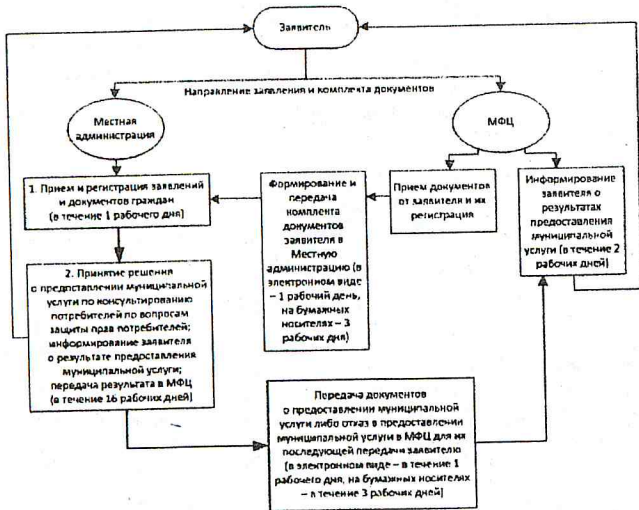 Заявитель
Направление заявления и комплекта документов
Местная
администрация
МФЦ
1. Прием и регистрация заявлений
и документов граждан
(в течение 1 рабочего дня)
Формирование и
передача
комплекта
документов
заявителя в
Местную
администрацию (в
электронном виде
– 1 рабочий день,
на бумажных
носителях – 3
рабочих дня)
Прием документов
от заявителя и их
регистрация
Информирование
заявителя о
результатах
предоставления
муниципальной
услуги (в течение 2
рабочих дней)
2. Принятие решения
о предоставлении муниципальной
услуги по консультированию
потребителей по вопросам
защиты прав потребителей;
информирование заявителя
о результате предоставления
муниципальной услуги;
передача результата в МФЦ
(в течение 16 рабочих дней)
Передача документов
о предоставлении муниципальной
услуги либо отказ в предоставлении
муниципальной услуги в МФЦ для их
последующей передачи заявителю
(в электронном виде – в течение 1
рабочего дня, на бумажных носителях
– в течение 3 рабочих дней)